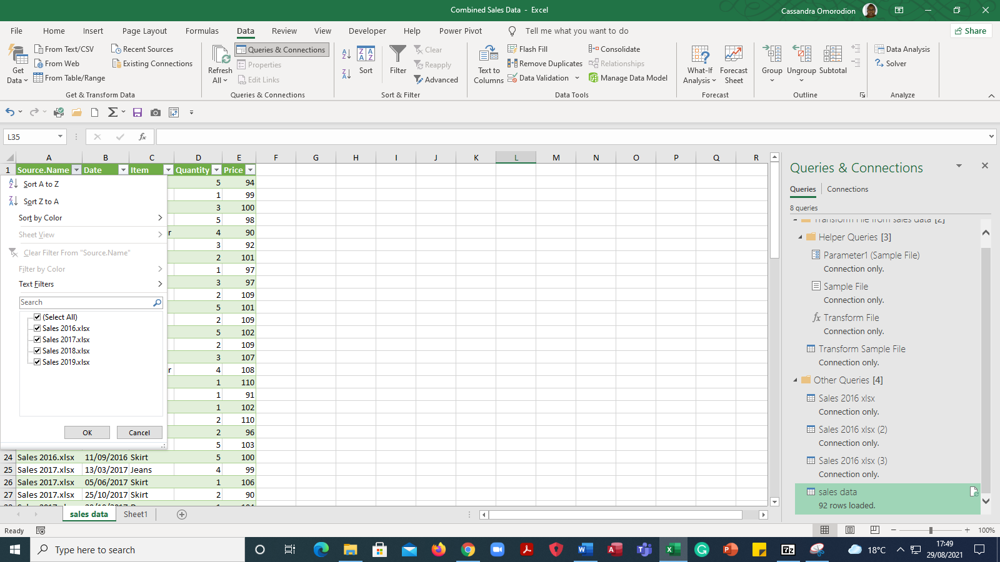 Combined Sales Data - Excel
Cassandra Omorodion
File Home Insert Page Layout Formulas Data Review View Developer Help Power Pivot Tell me what you want to do Share
Get Data
From Text/CSV
From Web
From Table/Range
Recent Sources
Existing Connections
Get & Transform Data
Refresh All
Queries & Connections
Properties
Edit Links
Queries & Connections
Sort
Filter
Clear
Reapply
Advanced
Sort & Filter
Text to Columns
Flash Fill
Remove Duplicates
Data Validation
Consolidate
Relationships
Manage Data Model
Data Tools
What-If Analysis
Forecast Sheet
Forecast
Group
Ungroup
Subtotal
Outline
Data Analysis
Solver
Analyze
L35
fx
A B C D E F G H I J K L M N O P Q R
1 Source.Name Date Item Quantity Price
Sort A to Z
Sort Z to A
Sort by Color
Sheet View
Clear Filter From "Source.Name"
Filter by Color
Text Filters
Search
(Select All)
Sales 2016.xlsx
Sales 2017.xlsx
Sales 2018.xlsx
Sales 2019.xlsx
OK Cancel
5 94
1 99
3 100
5 98
r 4 90
3 92
2 101
1 97
3 97
2 109
5 101
2 109
5 102
2 109
3 107
r 4 108
1 110
1 91
1 102
2 110
2 96
5 103
24 Sales 2016.xlsx 11/09/2016 Skirt 5 100
25 Sales 2017.xlsx 13/03/2017 Jeans 4 99
26 Sales 2017.xlsx 05/06/2017 Skirt 1 106
27 Sales 2017.xlsx 25/10/2017 Skirt 2 90
sales data Sheet1
Queries & Connections
Queries Connections
8 queries
Transform File from sales data [2]
Helper Queries [3]
Parameter1 (Sample File)
Connection only.
Sample File
Connection only.
fx Transform File
Connection only.
Transform Sample File
Connection only.
Other Queries [4]
Sales 2016 xlsx
Connection only.
Sales 2016 xlsx (2)
Connection only.
Sales 2016 xlsx (3)
Connection only.
sales data
92 rows loaded.
Ready
100%
Type here to search
18°C
17:49
29/08/2021